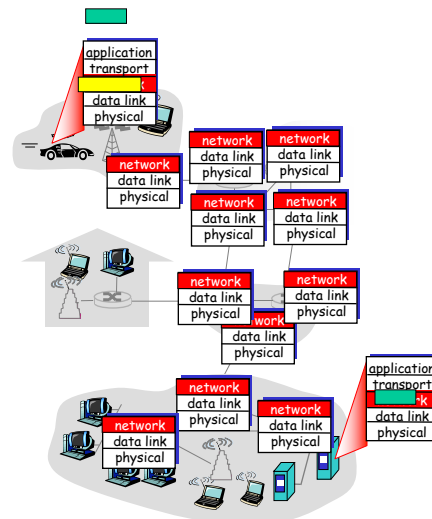 application
transport
data link
physical
network
data link
physical
network
data link
physical
network
data link
physical
network
data link
physical
network
data link
physical
network
data link
physical
network
data link
physical
network
data link
physical
application
transport
data link
physical
network
data link
physical
network
data link
physical
network
data link
physical